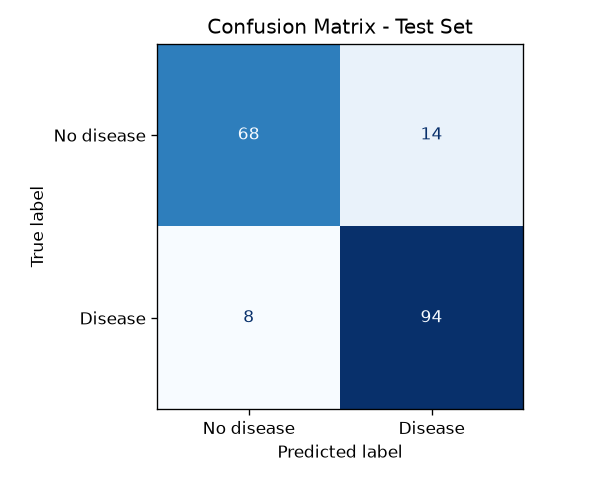 Confusion Matrix - Test Set
No disease
68
14
True label
Disease
8
94
No disease
Disease
Predicted label